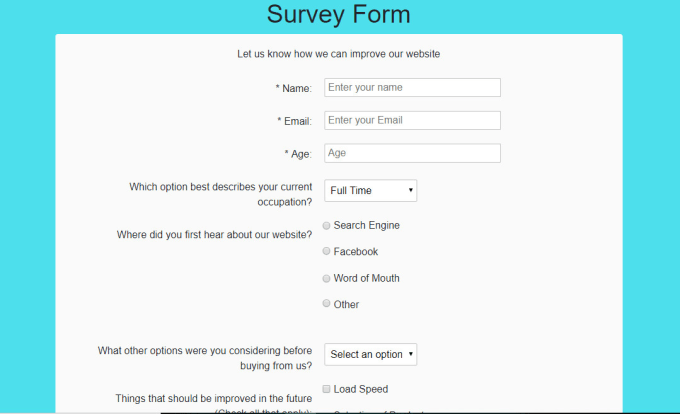 Survey Form
Let us know how we can improve our website
* Name: Enter your name
* Email: Enter your Email
* Age: Age
Which option best describes your current
occupation? Full Time
Where did you first hear about our website? Search Engine
Facebook
Word of Mouth
Other
What other options were you considering before
buying from us? Select an option
Things that should be improved in the future Load Speed
(Check all that apply):